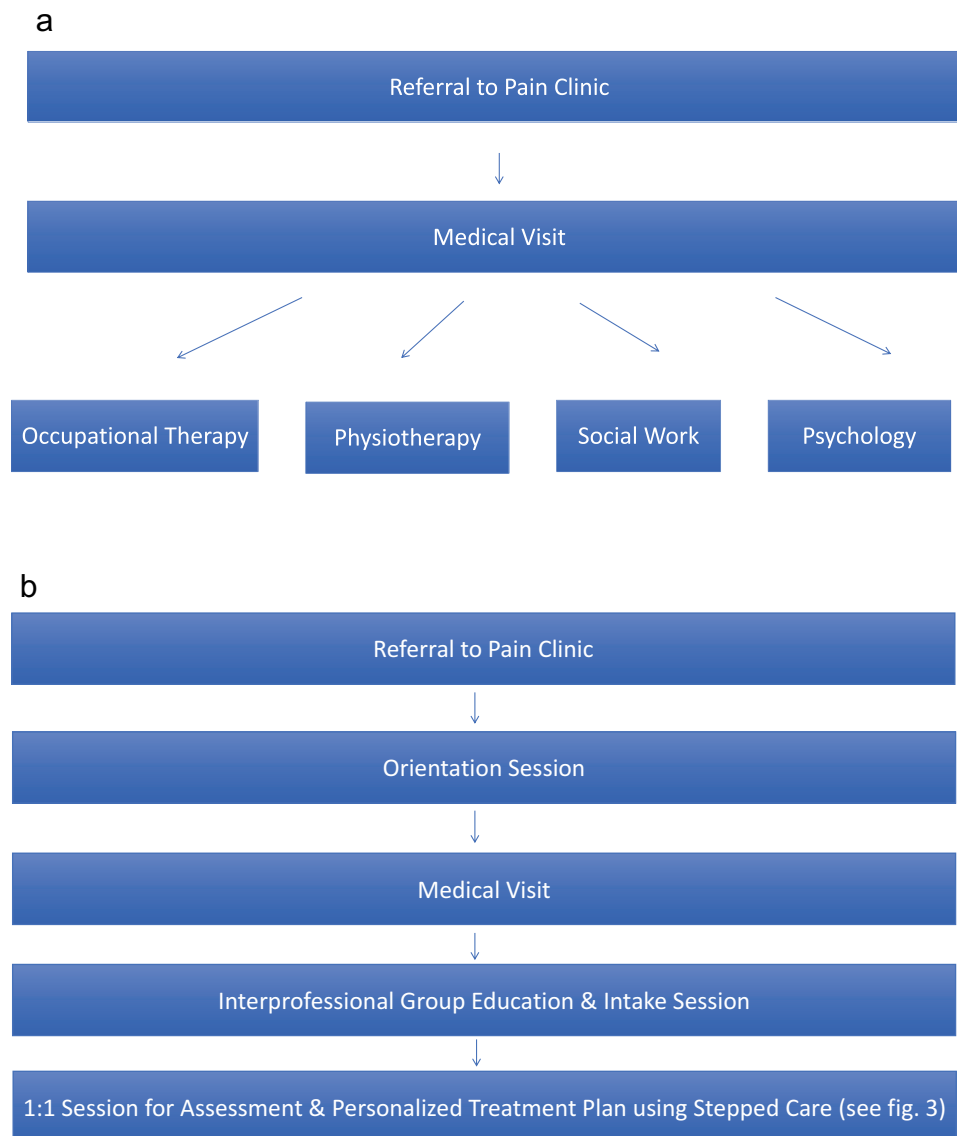 a
Referral to Pain Clinic
Medical Visit
Occupational Therapy
Physiotherapy
Social Work
Psychology
b
Referral to Pain Clinic
Orientation Session
Medical Visit
Interprofessional Group Education & Intake Session
1:1 Session for Assessment & Personalized Treatment Plan using Stepped Care (see fig. 3)